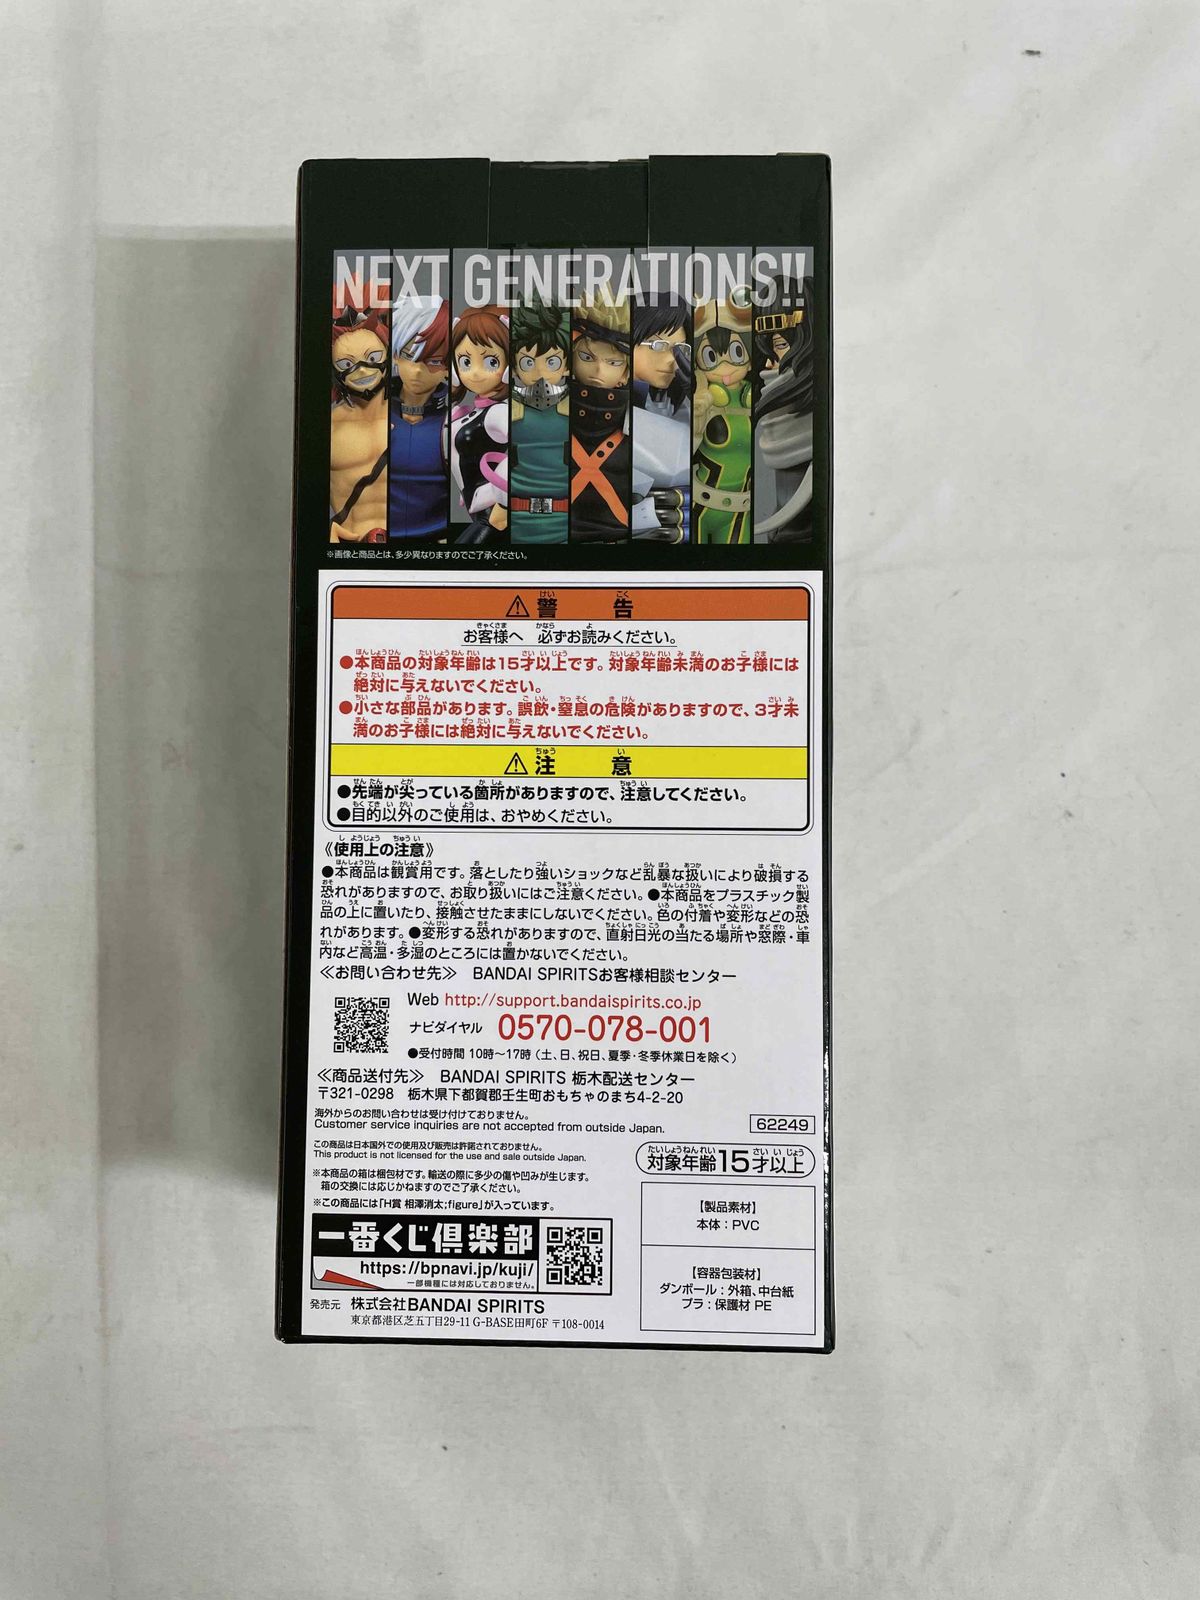 NEXT GENERATIONS!!
※画像と商品とは、多少異なりますのでご了承ください。
⚠警告
お客様へ 必ずお読みください。
●本商品の対象年齢は15才以上です。対象年齢未満のお子様には
絶対に与えないでください。
●小さな部品があります。誤飲・窒息の危険がありますので、3才未
満のお子様には絶対に与えないでください。
⚠注意
●先端が尖っている箇所がありますので、注意してください。
●目的以外のご使用は、おやめください。
《使用上の注意》
●本商品は観賞用です。落としたり強いショックなど乱暴な扱いにより破損する
恐れがありますので、お取り扱いにはご注意ください。●本商品をプラスチック製
品の上に置いたり、接触させたままにしないでください。色の付着や変形などの恐
れがあります。●変形する恐れがありますので、直射日光の当たる場所や窓際・車
内など高温・多湿のところには置かないでください。
≪お問い合わせ先≫ BANDAI SPIRITSお客様相談センター
Web http://support.bandaispirits.co.jp
ナビダイヤル 0570-078-001
●受付時間 10時～17時（土、日、祝日、夏季・冬季休業日を除く）
≪商品送付先≫ BANDAI SPIRITS 栃木配送センター
〒321-0298 栃木県下都賀郡壬生町おもちゃのまち4-2-20
海外からのお問い合わせは受け付けておりません。
Customer service inquiries are not accepted from outside Japan.
62249
この商品は日本国外での使用及び販売は許諾されておりません。
This product is not licensed for the use and sale outside Japan.
対象年齢15才以上
※本商品の箱は梱包材です。輸送の際に多少の傷や凹みが生じます。
箱の交換には応じかねますのでご了承ください。
※この商品には「H賞 相澤消太;figure」が入っています。
【製品素材】
本体：PVC
一番くじ倶楽部
https://bpnavi.jp/kuji/
一部機種には対応しておりません。
【容器包装材】
ダンボール：外箱、中台紙
プラ：保護材 PE
発売元 株式会社BANDAI SPIRITS
東京都港区芝五丁目29-11 G-BASE田町6F 〒108-0014